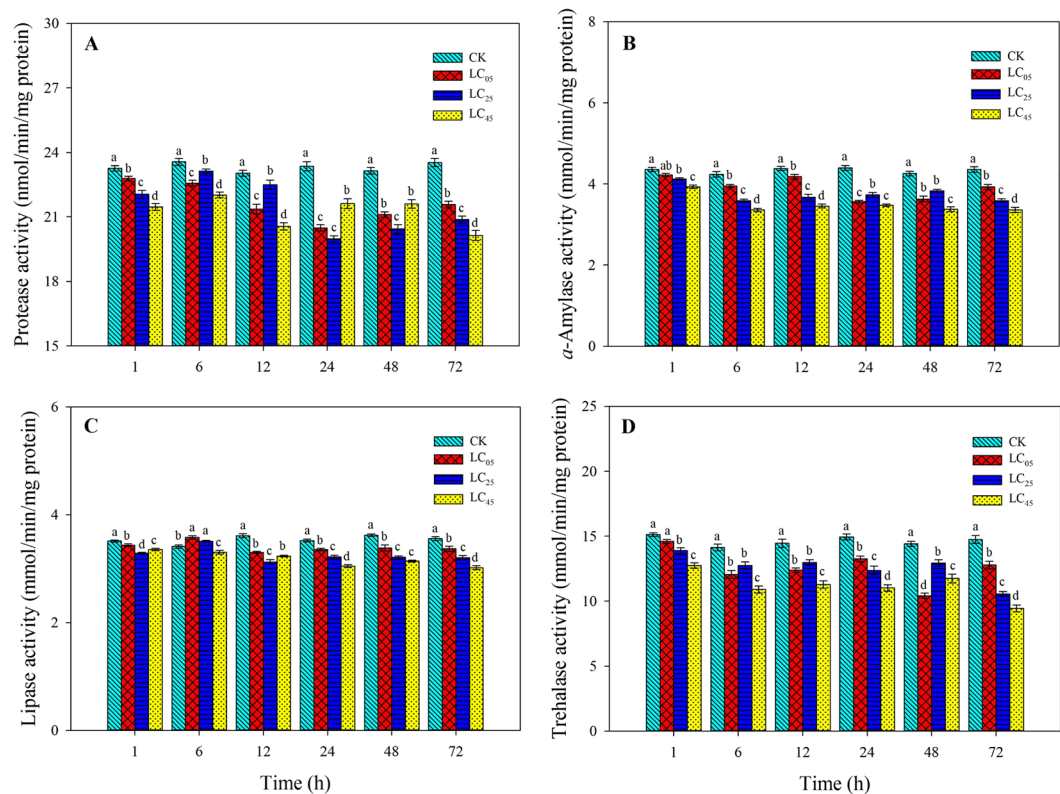 Protease activity (nmol/min/mg protein)
30
27
24
21
18
15
A
CK
LC₀₅
LC₂₅
LC₄₅
a b c c a c b d a c b d a c c b a b c b a b c d
1 6 12 24 48 72
α-Amylase activity (mmol/min/mg protein)
8
6
4
2
0
B
CK
LC₀₅
LC₂₅
LC₄₅
a ab b c a b c d a b c d a c b c a b b c a b c d
1 6 12 24 48 72
Lipase activity (mmol/min/mg protein)
6
4
2
0
C
CK
LC₀₅
LC₂₅
LC₄₅
a b d c b a a c a b c b a b c d a b c c a b c d
1 6 12 24 48 72
Time (h)
Trehalase activity (mmol/min/mg protein)
25
20
15
10
5
0
D
CK
LC₀₅
LC₂₅
LC₄₅
a a b c a b b c a b b c a b c d a d b c a b c d
1 6 12 24 48 72
Time (h)